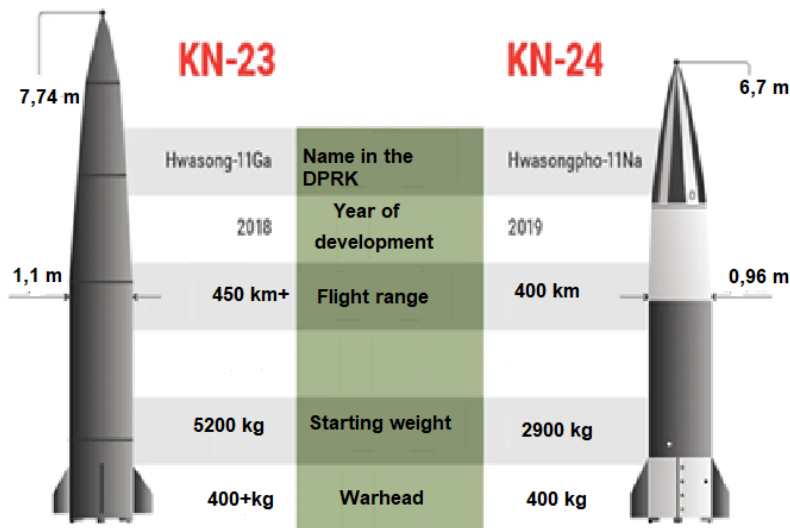 KN-23
KN-24
7,74 m
6,7 m
Hwasong-11Ga
Name in the
DPRK
Hwasongpho-11Na
2018
Year of
development
2019
1,1 m
450 km+
Flight range
400 km
0,96 m
5200 kg
Starting weight
2900 kg
400+kg
Warhead
400 kg
0